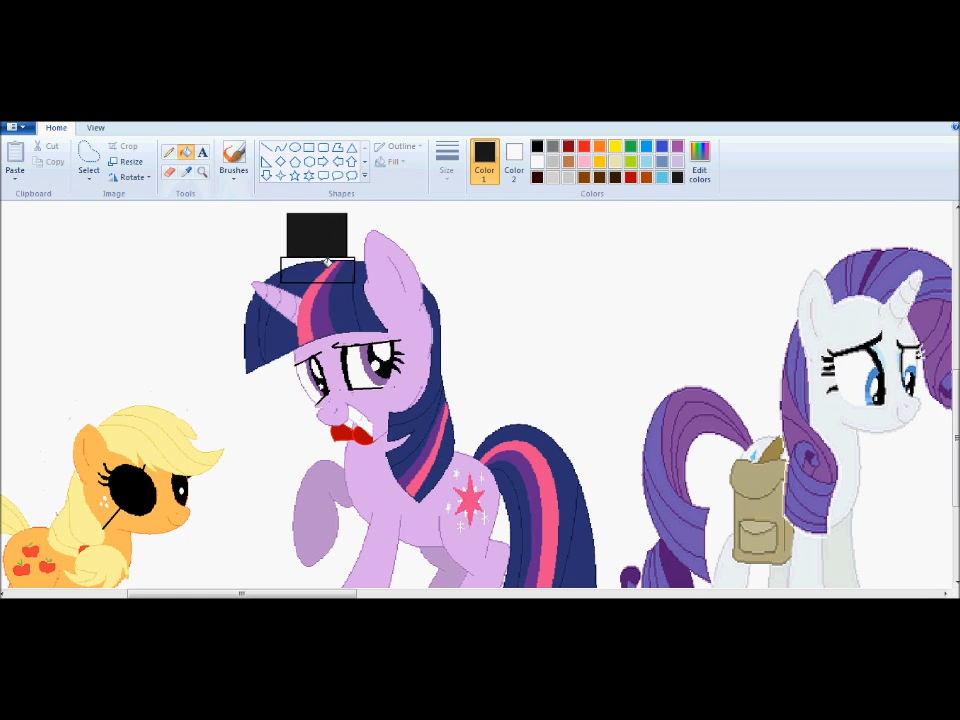 Home View
Paste
Cut
Copy
Clipboard
Select
Crop
Resize
Rotate
Image
A
Tools
Brushes
Outline
Fill
Shapes
Size
Color
1
Color
2
Edit
colors
Colors